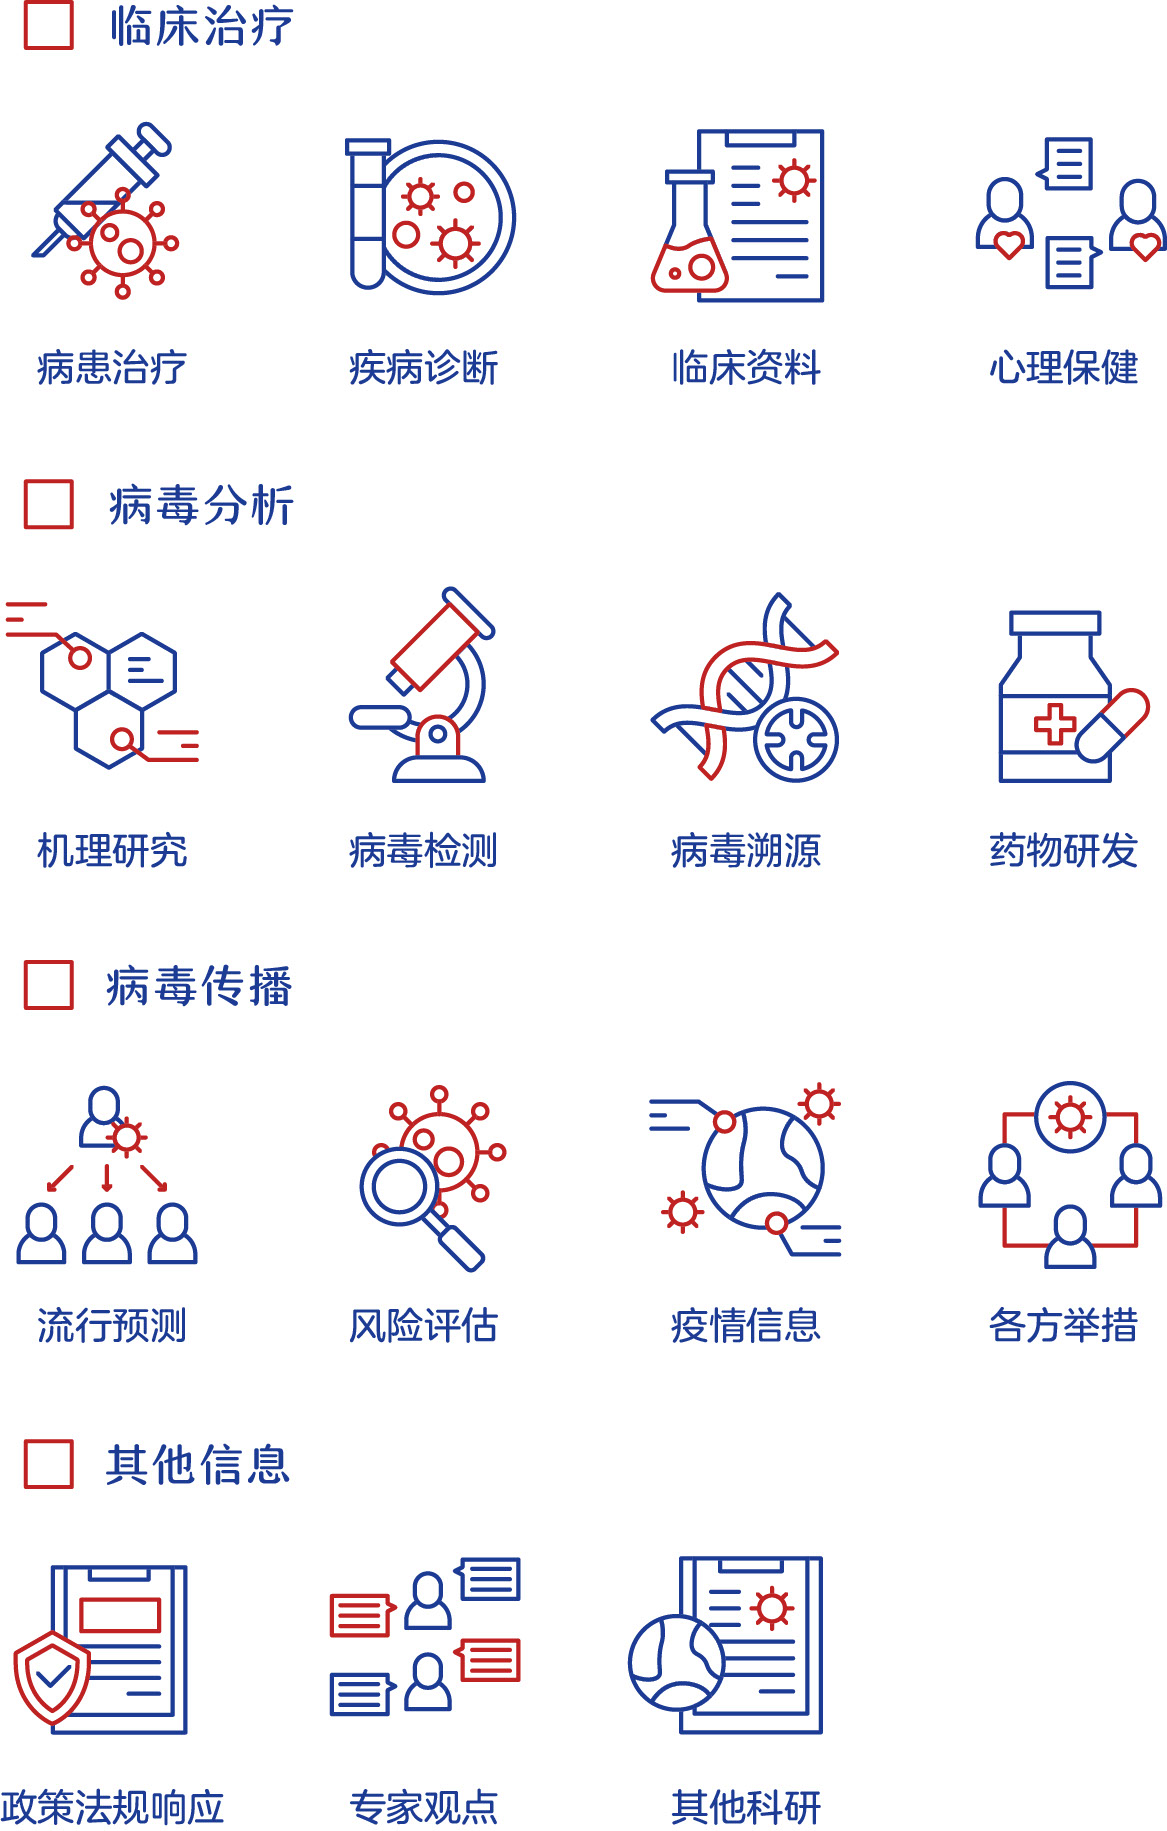 临床治疗
病患治疗 疾病诊断 临床资料 心理保健
病毒分析
机理研究 病毒检测 病毒溯源 药物研发
病毒传播
流行预测 风险评估 疫情信息 各方举措
其他信息
政策法规响应 专家观点 其他科研